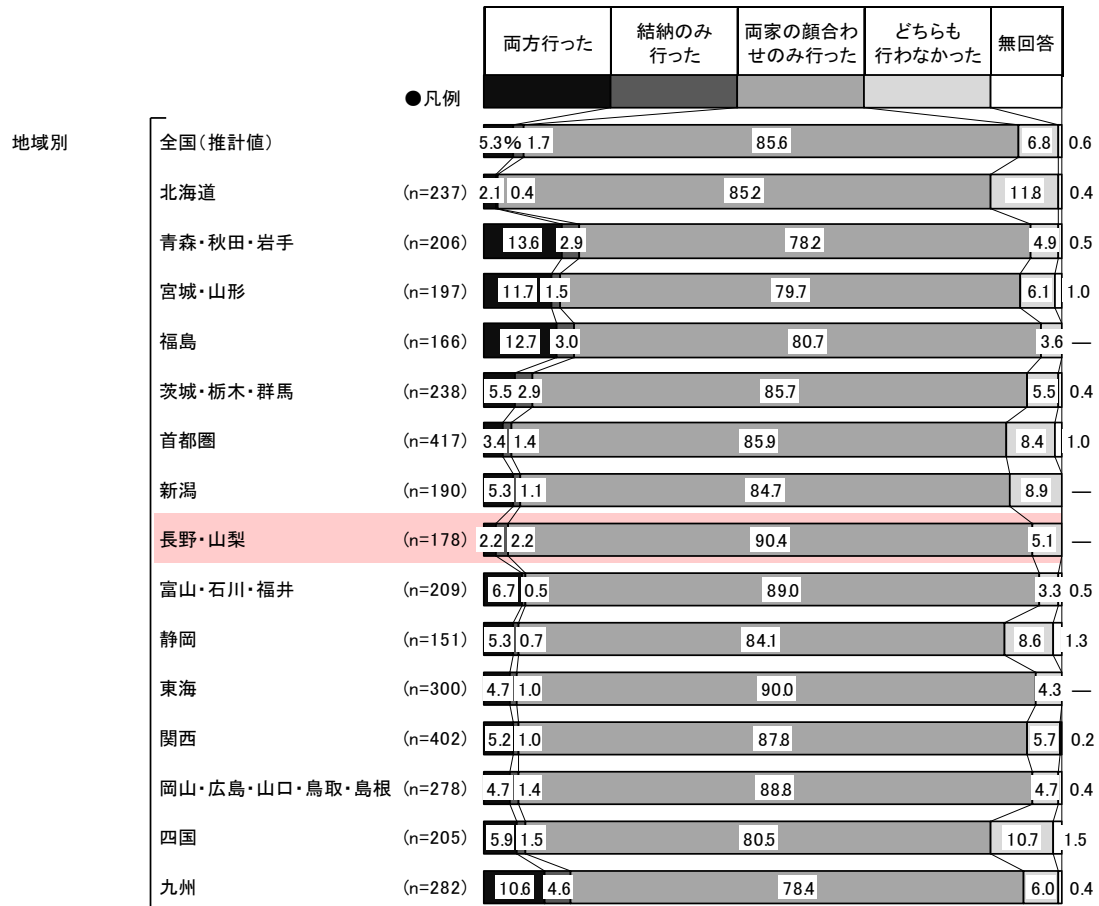 両方行った 結納のみ行った 両家の顔合わせのみ行った どちらも行わなかった 無回答
●凡例
地域別
全国(推計値) 5.3% 1.7 85.6 6.8 0.6
北海道 (n=237) 2.1 0.4 85.2 11.8 0.4
青森・秋田・岩手 (n=206) 13.6 2.9 78.2 4.9 0.5
宮城・山形 (n=197) 11.7 1.5 79.7 6.1 1.0
福島 (n=166) 12.7 3.0 80.7 3.6 ―
茨城・栃木・群馬 (n=238) 5.5 2.9 85.7 5.5 0.4
首都圏 (n=417) 3.4 1.4 85.9 8.4 1.0
新潟 (n=190) 5.3 1.1 84.7 8.9 ―
長野・山梨 (n=178) 2.2 2.2 90.4 5.1 ―
富山・石川・福井 (n=209) 6.7 0.5 89.0 3.3 0.5
静岡 (n=151) 5.3 0.7 84.1 8.6 1.3
東海 (n=300) 4.7 1.0 90.0 4.3 ―
関西 (n=402) 5.2 1.0 87.8 5.7 0.2
岡山・広島・山口・鳥取・島根 (n=278) 4.7 1.4 88.8 4.7 0.4
四国 (n=205) 5.9 1.5 80.5 10.7 1.5
九州 (n=282) 10.6 4.6 78.4 6.0 0.4